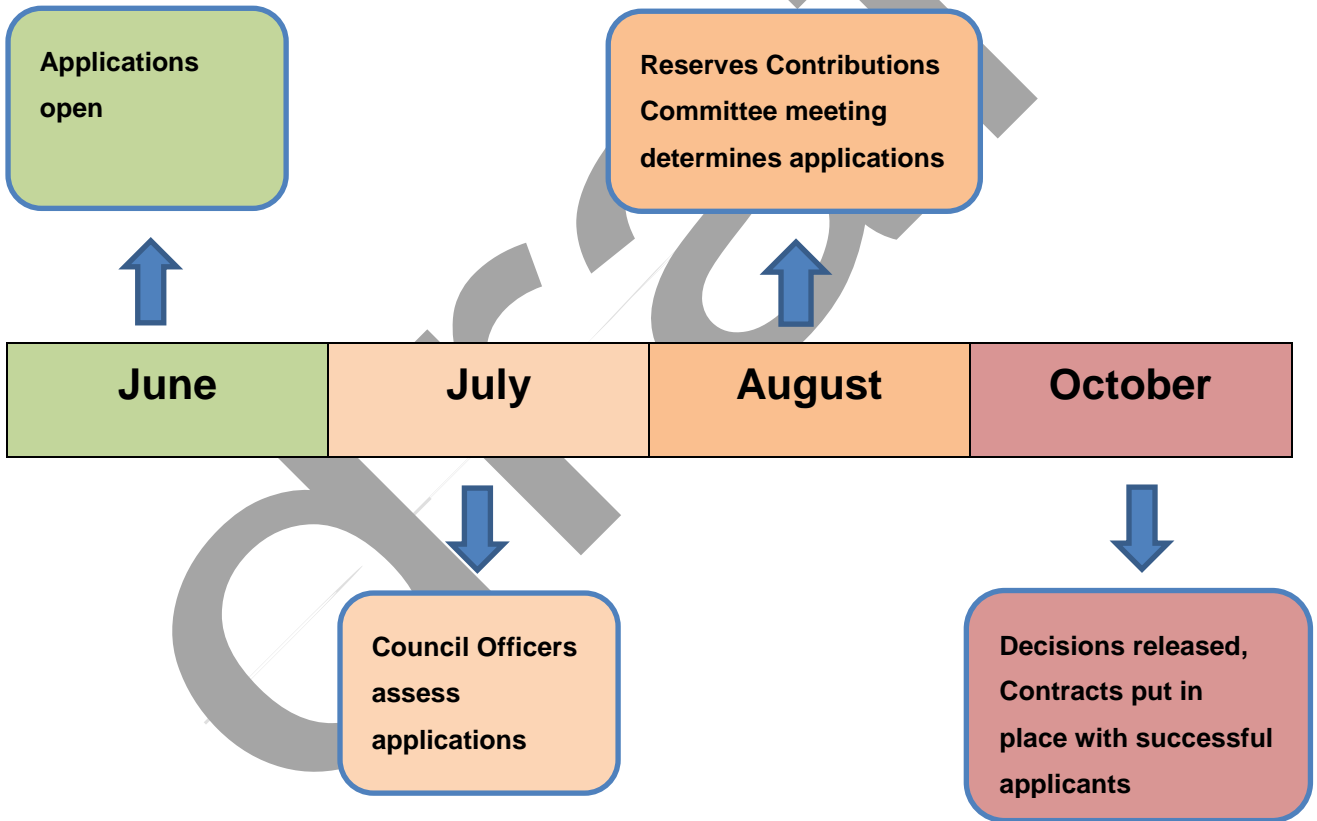 Applications
open
Reserves Contributions
Committee meeting
determines applications
June
July
August
October
Council Officers
assess
applications
Decisions released,
Contracts put in
place with successful
applicants
draft